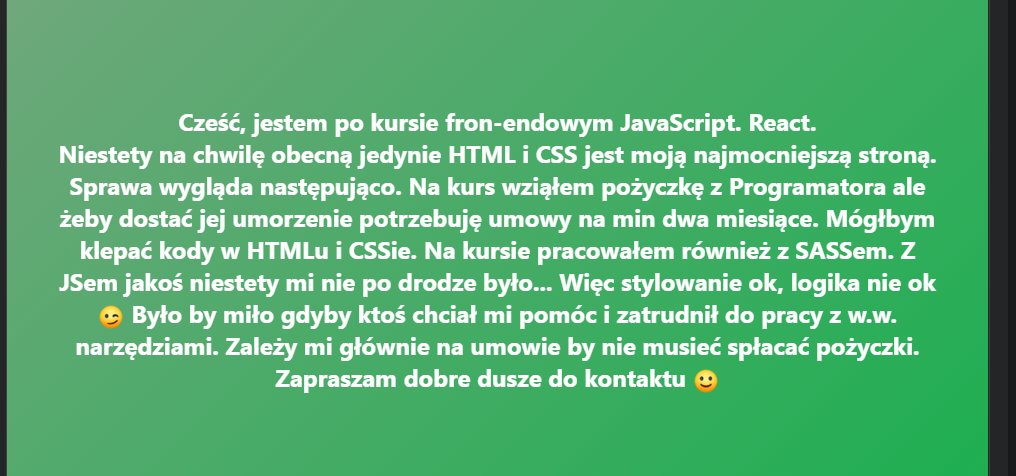 Cześć, jestem po kursie fron-endowym JavaScript. React.
Niestety na chwilę obecną jedynie HTML i CSS jest moją najmocniejszą stroną.
Sprawa wygląda następująco. Na kurs wziąłem pożyczkę z Programatora ale
żeby dostać jej umorzenie potrzebuję umowy na min dwa miesiące. Mógłbym
klepać kody w HTMLu i CSSie. Na kursie pracowałem również z SASSem. Z
JSem jakoś niestety mi nie po drodze było... Więc stylowanie ok, logika nie ok
😉 Było by miło gdyby ktoś chciał mi pomóc i zatrudnił do pracy z w.w.
narzędziami. Zależy mi głównie na umowie by nie musieć spłacać pożyczki.
Zapraszam dobre dusze do kontaktu 🙂